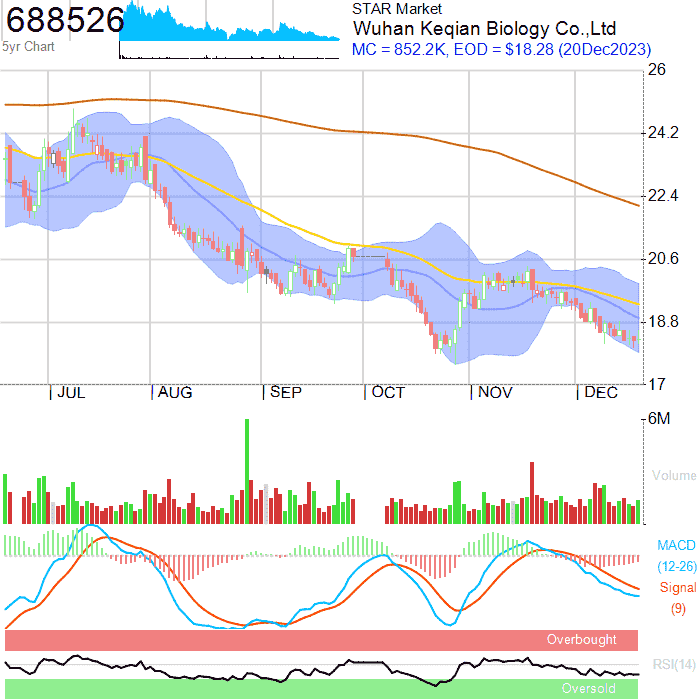 688526
5yr Chart
STAR Market
Wuhan Keqian Biology Co.,Ltd
MC = 852.2K, EOD = $18.28 (20Dec2023)
26
24.2
22.4
20.6
18.8
17
JUL AUG SEP OCT NOV DEC
6M
Volume
MACD
(12-26)
Signal
(9)
Overbought
RSI(14)
Oversold